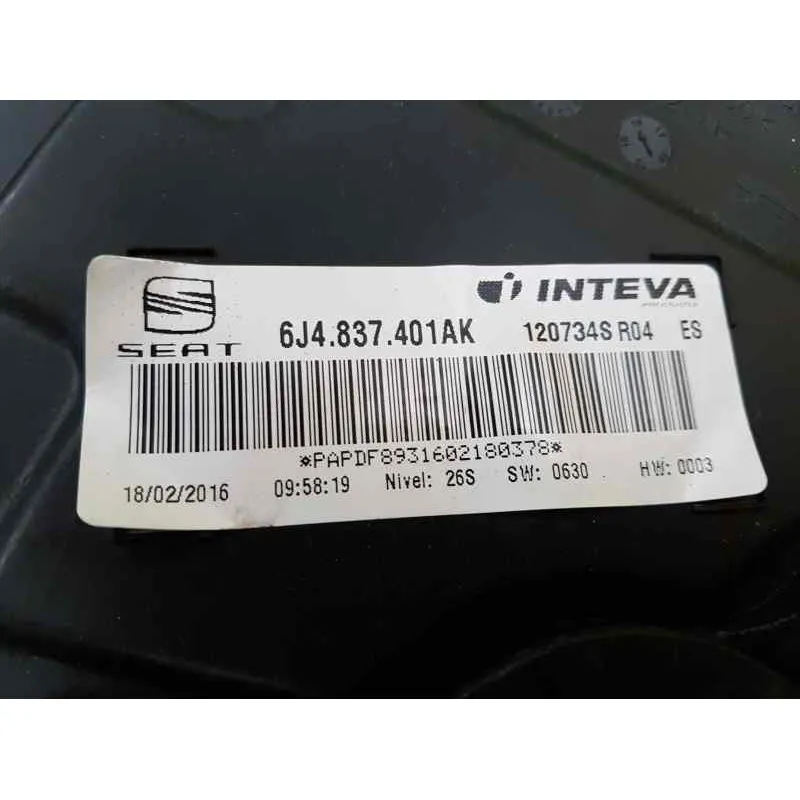 SEAT
INTEVA
6J4.837.401AK 120734S R04 ES
*PAPDF8931602180378*
18/02/2016 09:58:19 Nivel: 26S SW: 0630 HW: 0003